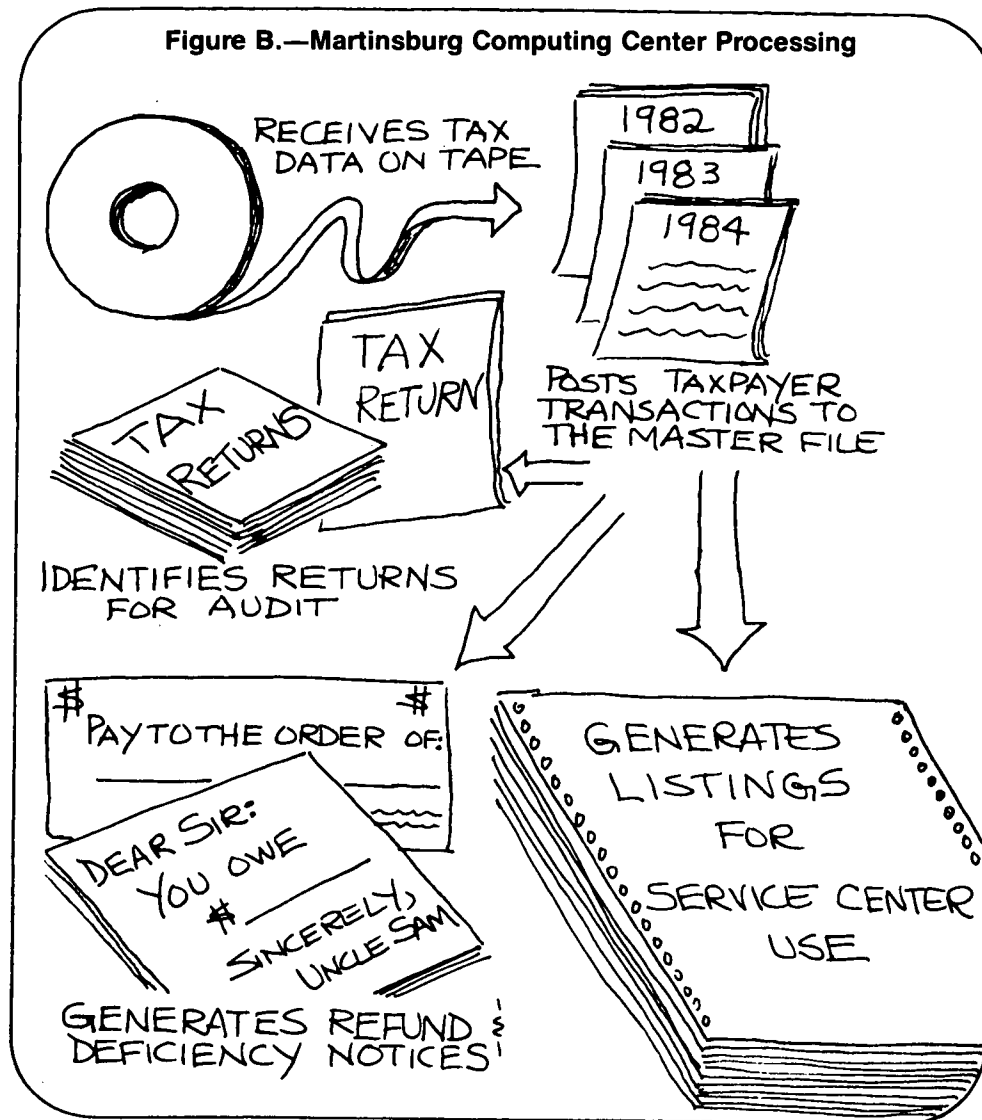 Figure B.—Martinsburg Computing Center Processing
RECEIVES TAX
DATA ON TAPE
1982
1983
1984
POSTS TAXPAYER
TRANSACTIONS TO
THE MASTER FILE
TAX
RETURN
TAX
RETURNS
IDENTIFIES RETURNS
FOR AUDIT
$ $
PAY TO THE ORDER OF:
DEAR SIR:
YOU OWE
$
SINCERELY,
UNCLE SAM
GENERATES REFUND &
DEFICIENCY NOTICES
GENERATES
LISTINGS
FOR
SERVICE CENTER
USE